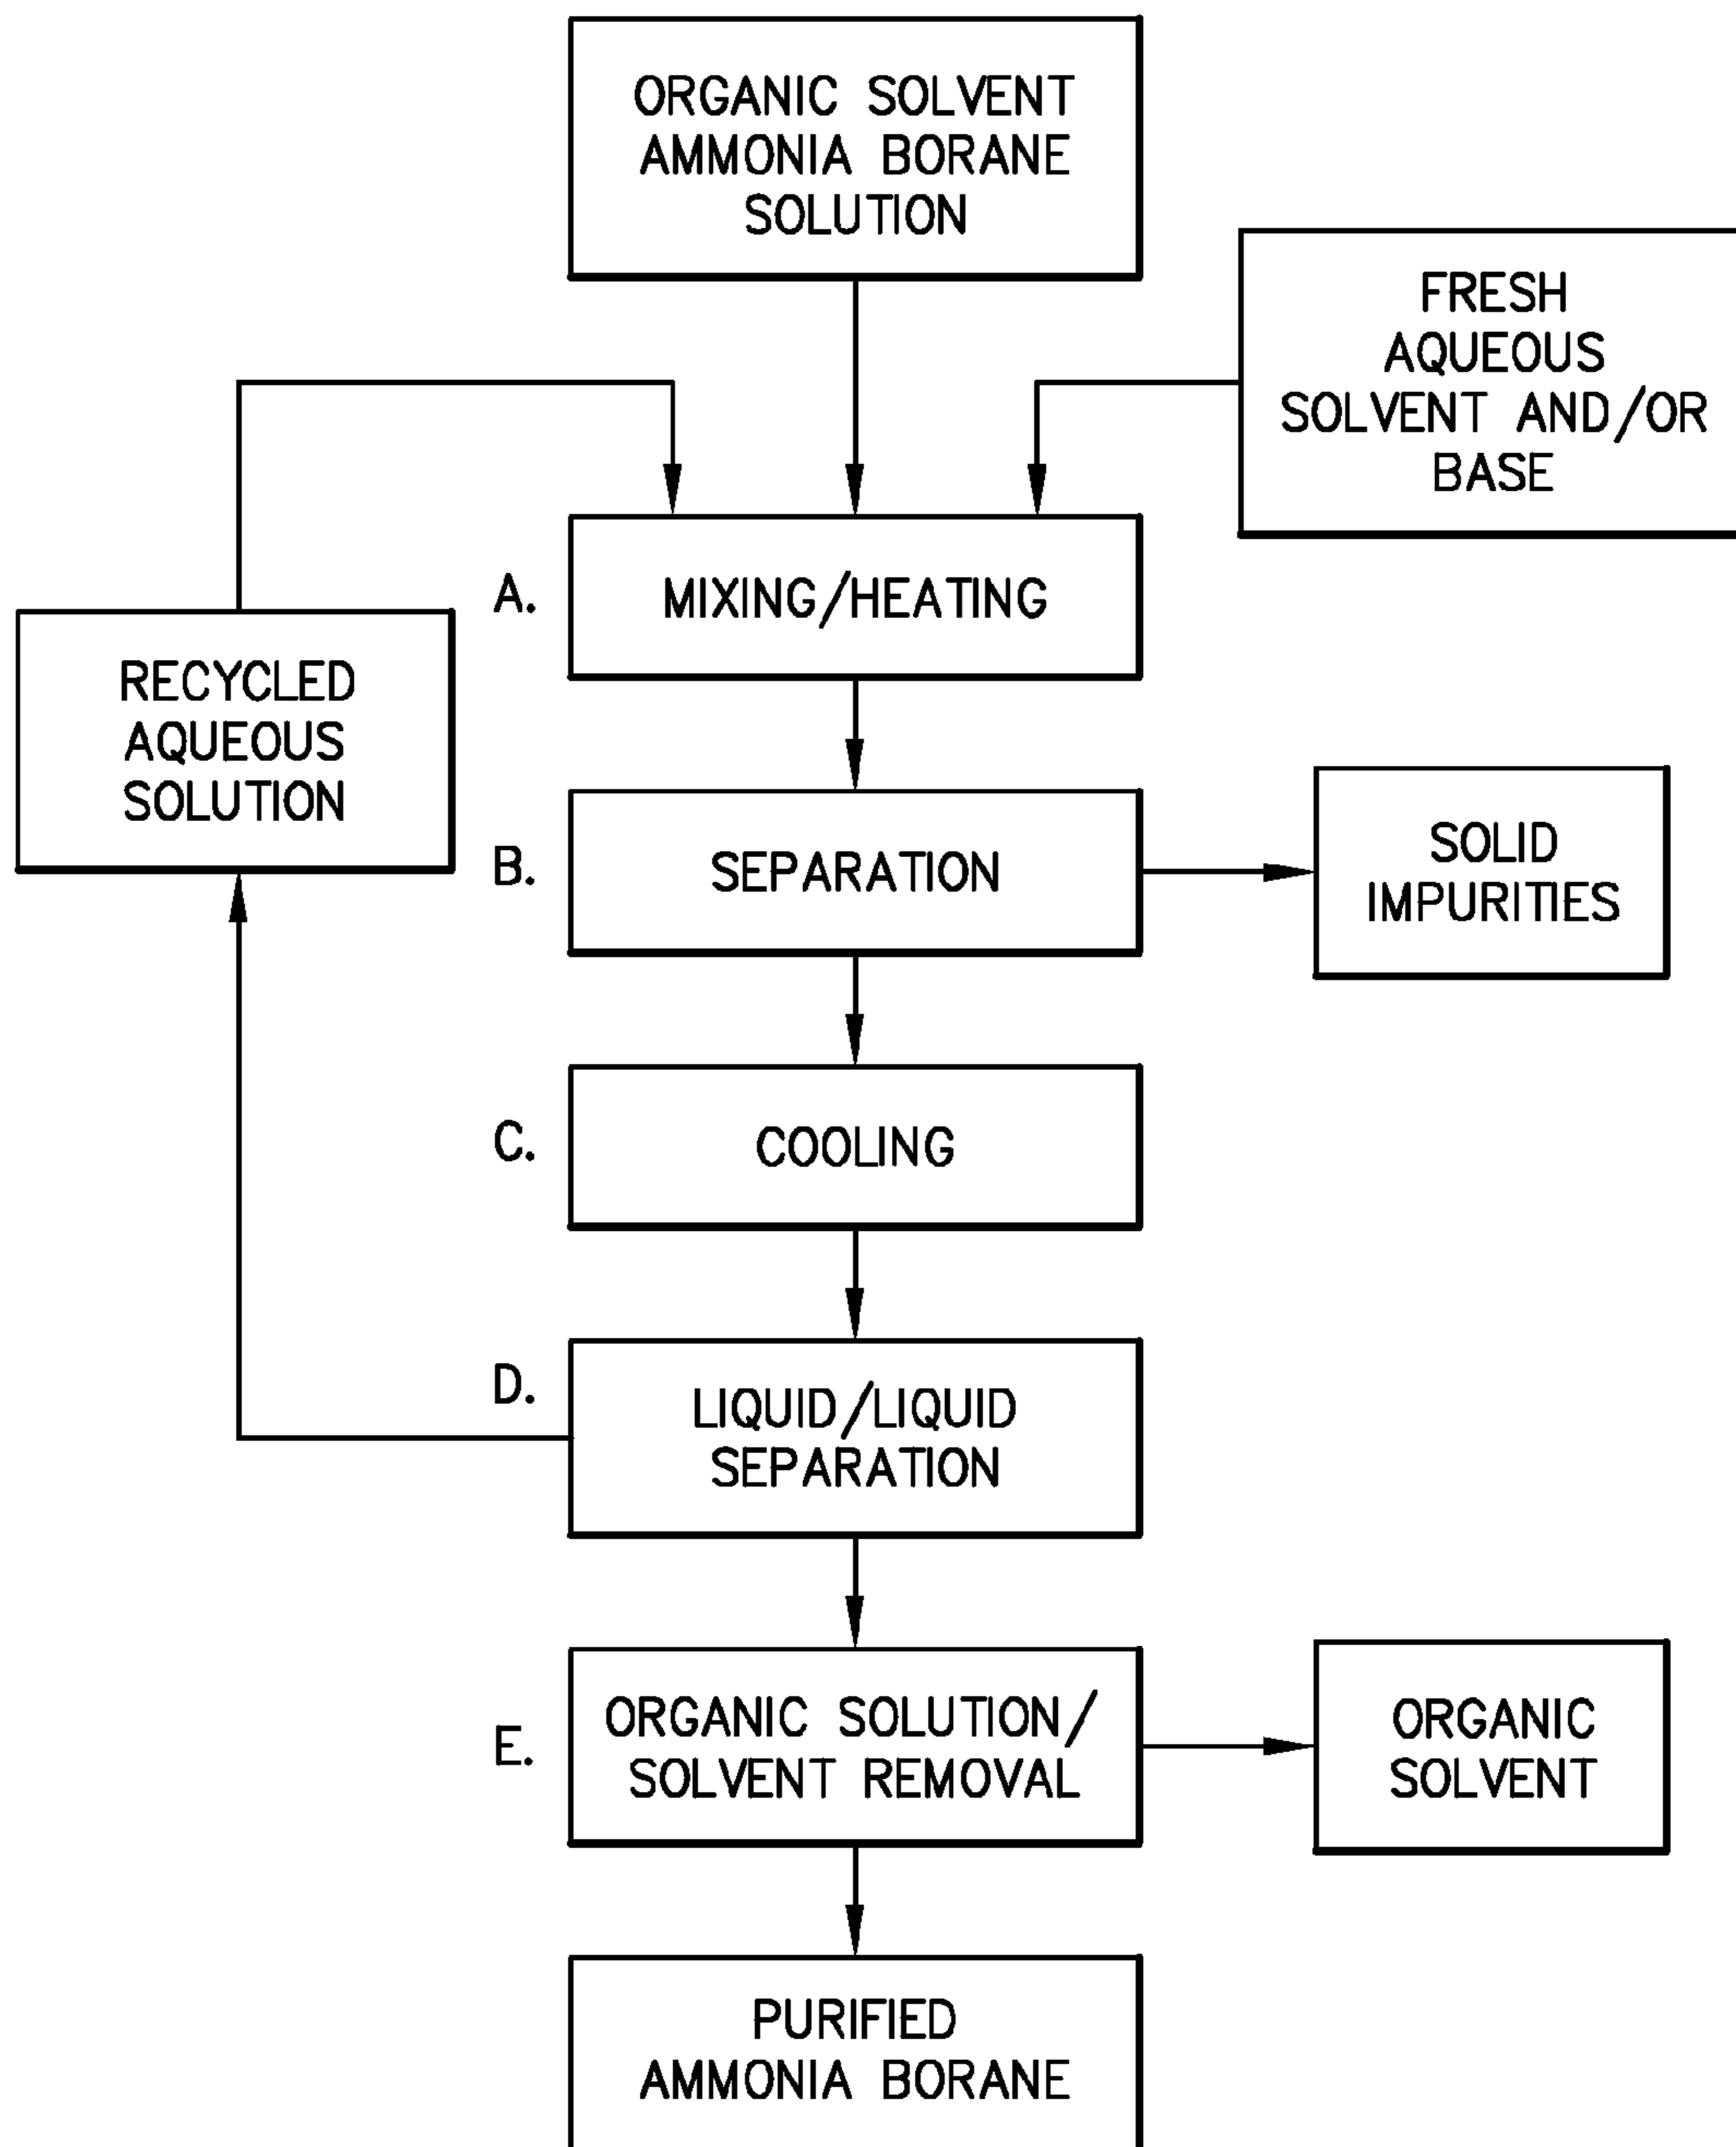 ORGANIC SOLVENT
AMMONIA BORANE
SOLUTION
FRESH
AQUEOUS
SOLVENT AND/OR
BASE
A.
MIXING/HEATING
RECYCLED
AQUEOUS
SOLUTION
B.
SEPARATION
SOLID
IMPURITIES
C.
COOLING
D.
LIQUID/LIQUID
SEPARATION
E.
ORGANIC SOLUTION/
SOLVENT REMOVAL
ORGANIC
SOLVENT
PURIFIED
AMMONIA BORANE